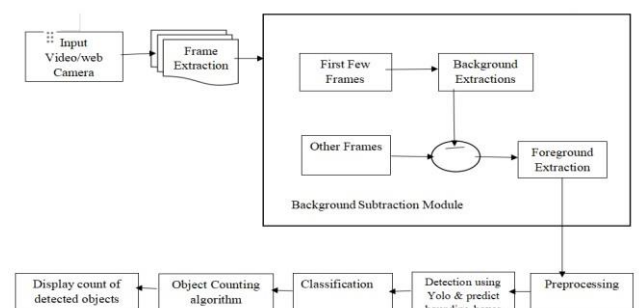 Input
Video/web
Camera
Frame
Extraction
First Few
Frames
Background
Extractions
Other Frames
Foreground
Extraction
Background Subtraction Module
Display count of
detected objects
Object Counting
algorithm
Classification
Detection using
Yolo & predict
Preprocessing